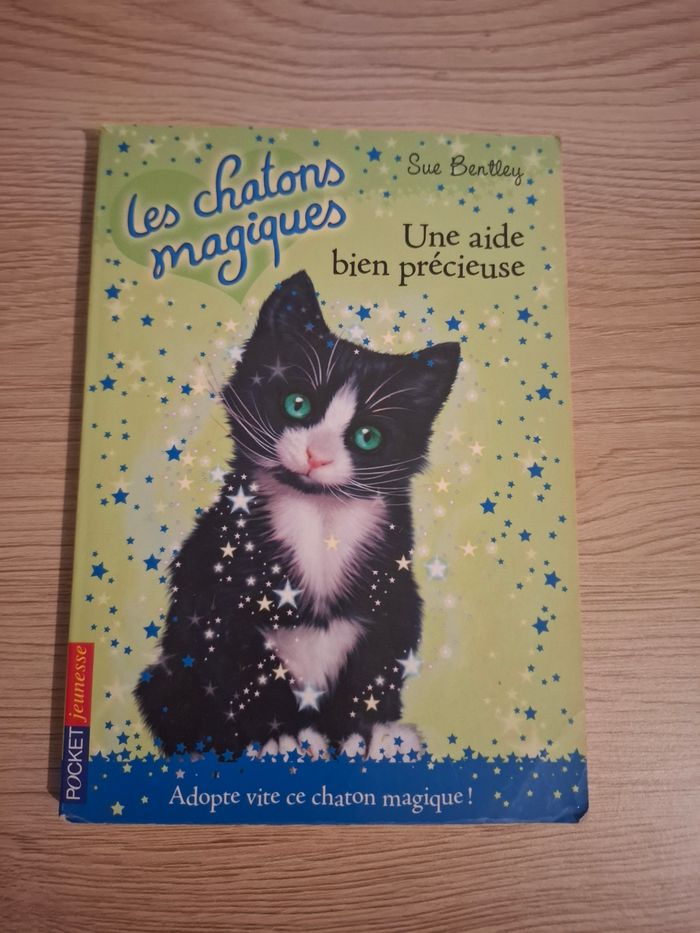 Les chatons
magiques
Sue Bentley
Une aide
bien précieuse
POCKET jeunesse
Adopte vite ce chaton magique !